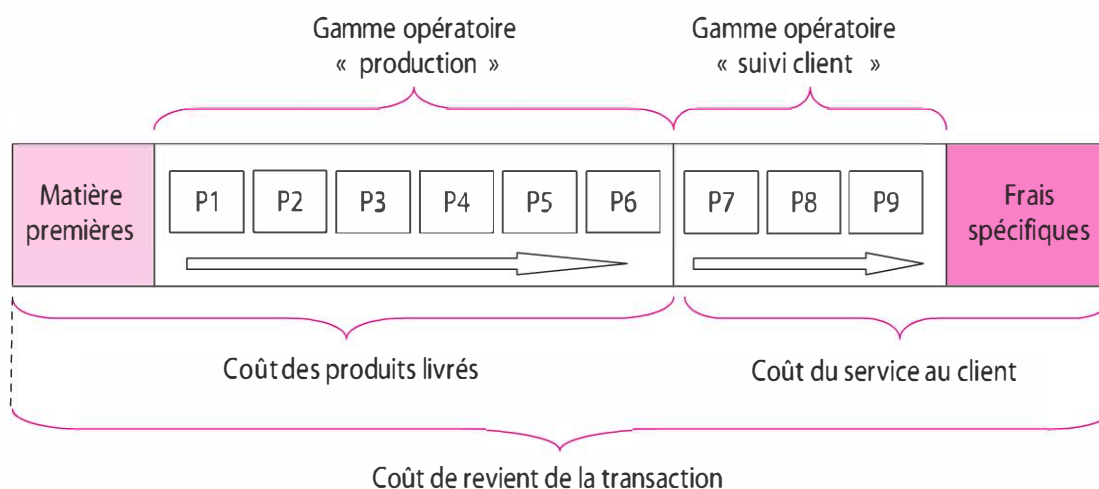 Gamme opératoire
« production »
Gamme opératoire
« suivi client »
Matière
premières
P1 P2 P3 P4 P5 P6 P7 P8 P9
Frais
spécifiques
Coût des produits livrés
Coût du service au client
Coût de revient de la transaction